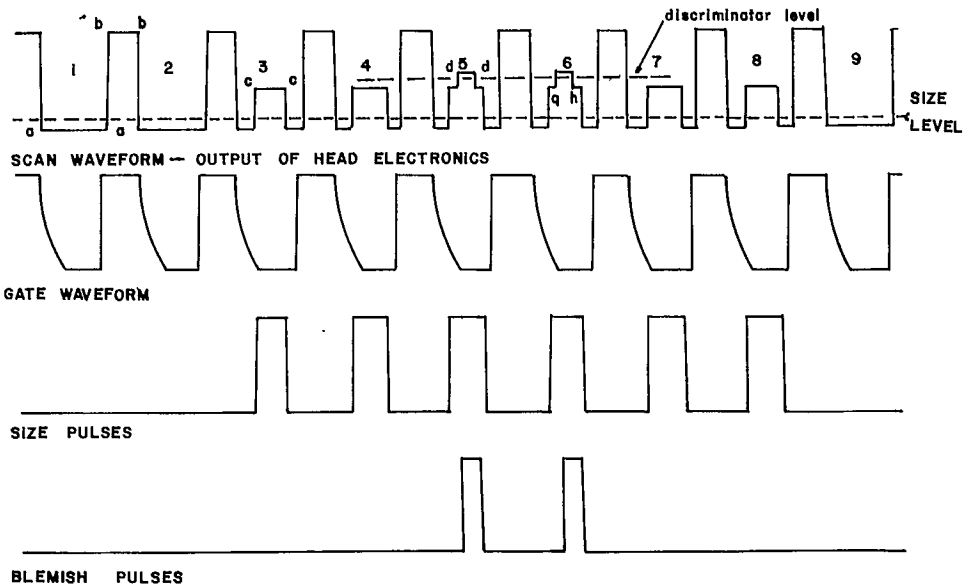 b b
discriminator level
1 2 3 4 5 6 7 8 9
c c d d
q h
a a
SIZE
LEVEL
SCAN WAVEFORM — OUTPUT OF HEAD ELECTRONICS
GATE WAVEFORM
SIZE PULSES
BLEMISH PULSES